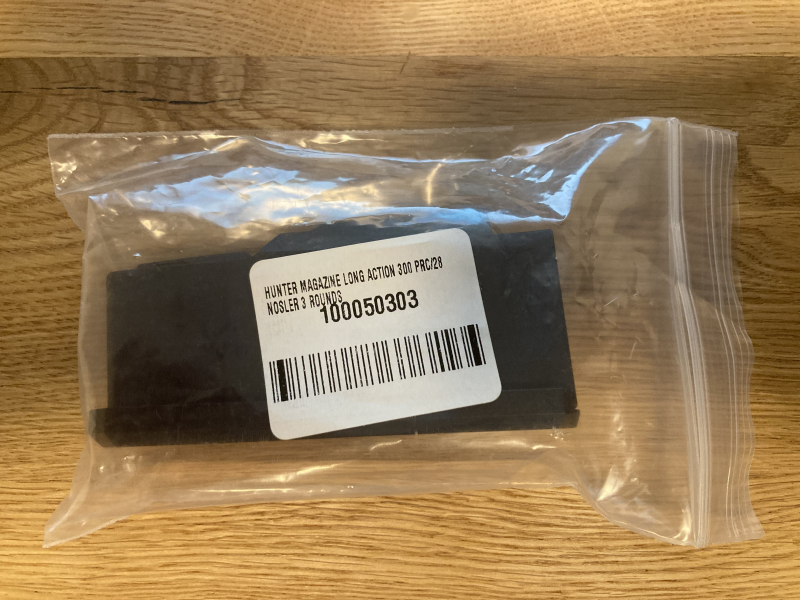 HUNTER MAGAZINE LONG ACTION 300 PRC/28
NOSLER 3 ROUNDS
100050303